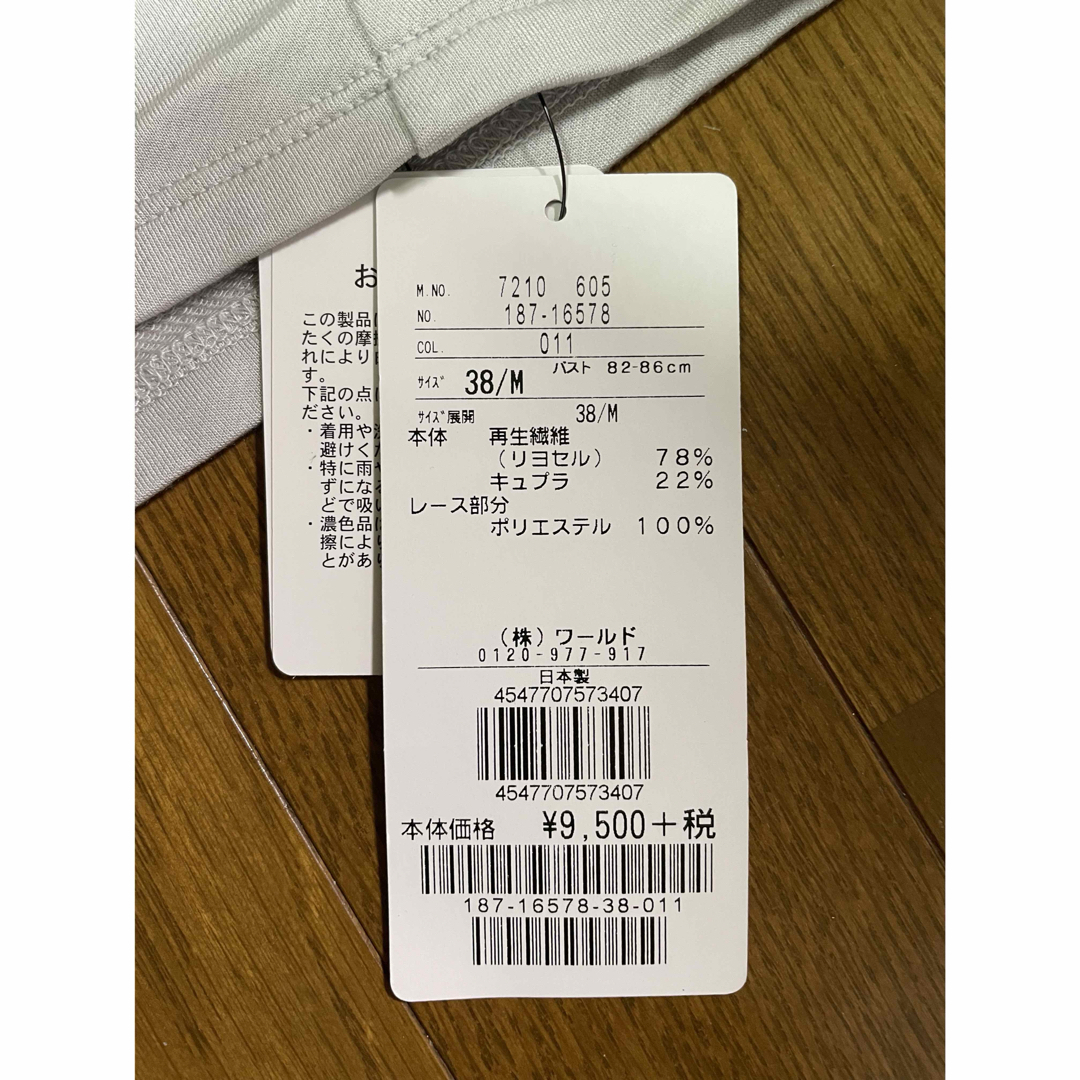 M.NO. 7210 605
NO. 187-16578
COL. 011
サイズ 38/M バスト 82-86cm
サイズ展開 38/M
本体 再生繊維
（リヨセル） 78%
キュプラ 22%
レース部分
ポリエステル 100%
（株）ワールド
0120-977-917
日本製
4547707573407
4547707573407
本体価格 ¥9,500＋税
187-16578-38-011
お
この製品
たくの摩
れにより
す。
下記の点
ださい。
・着用や
避けく
・特に雨
ずにな
どで吸い
・濃色品
擦によ
とがあ